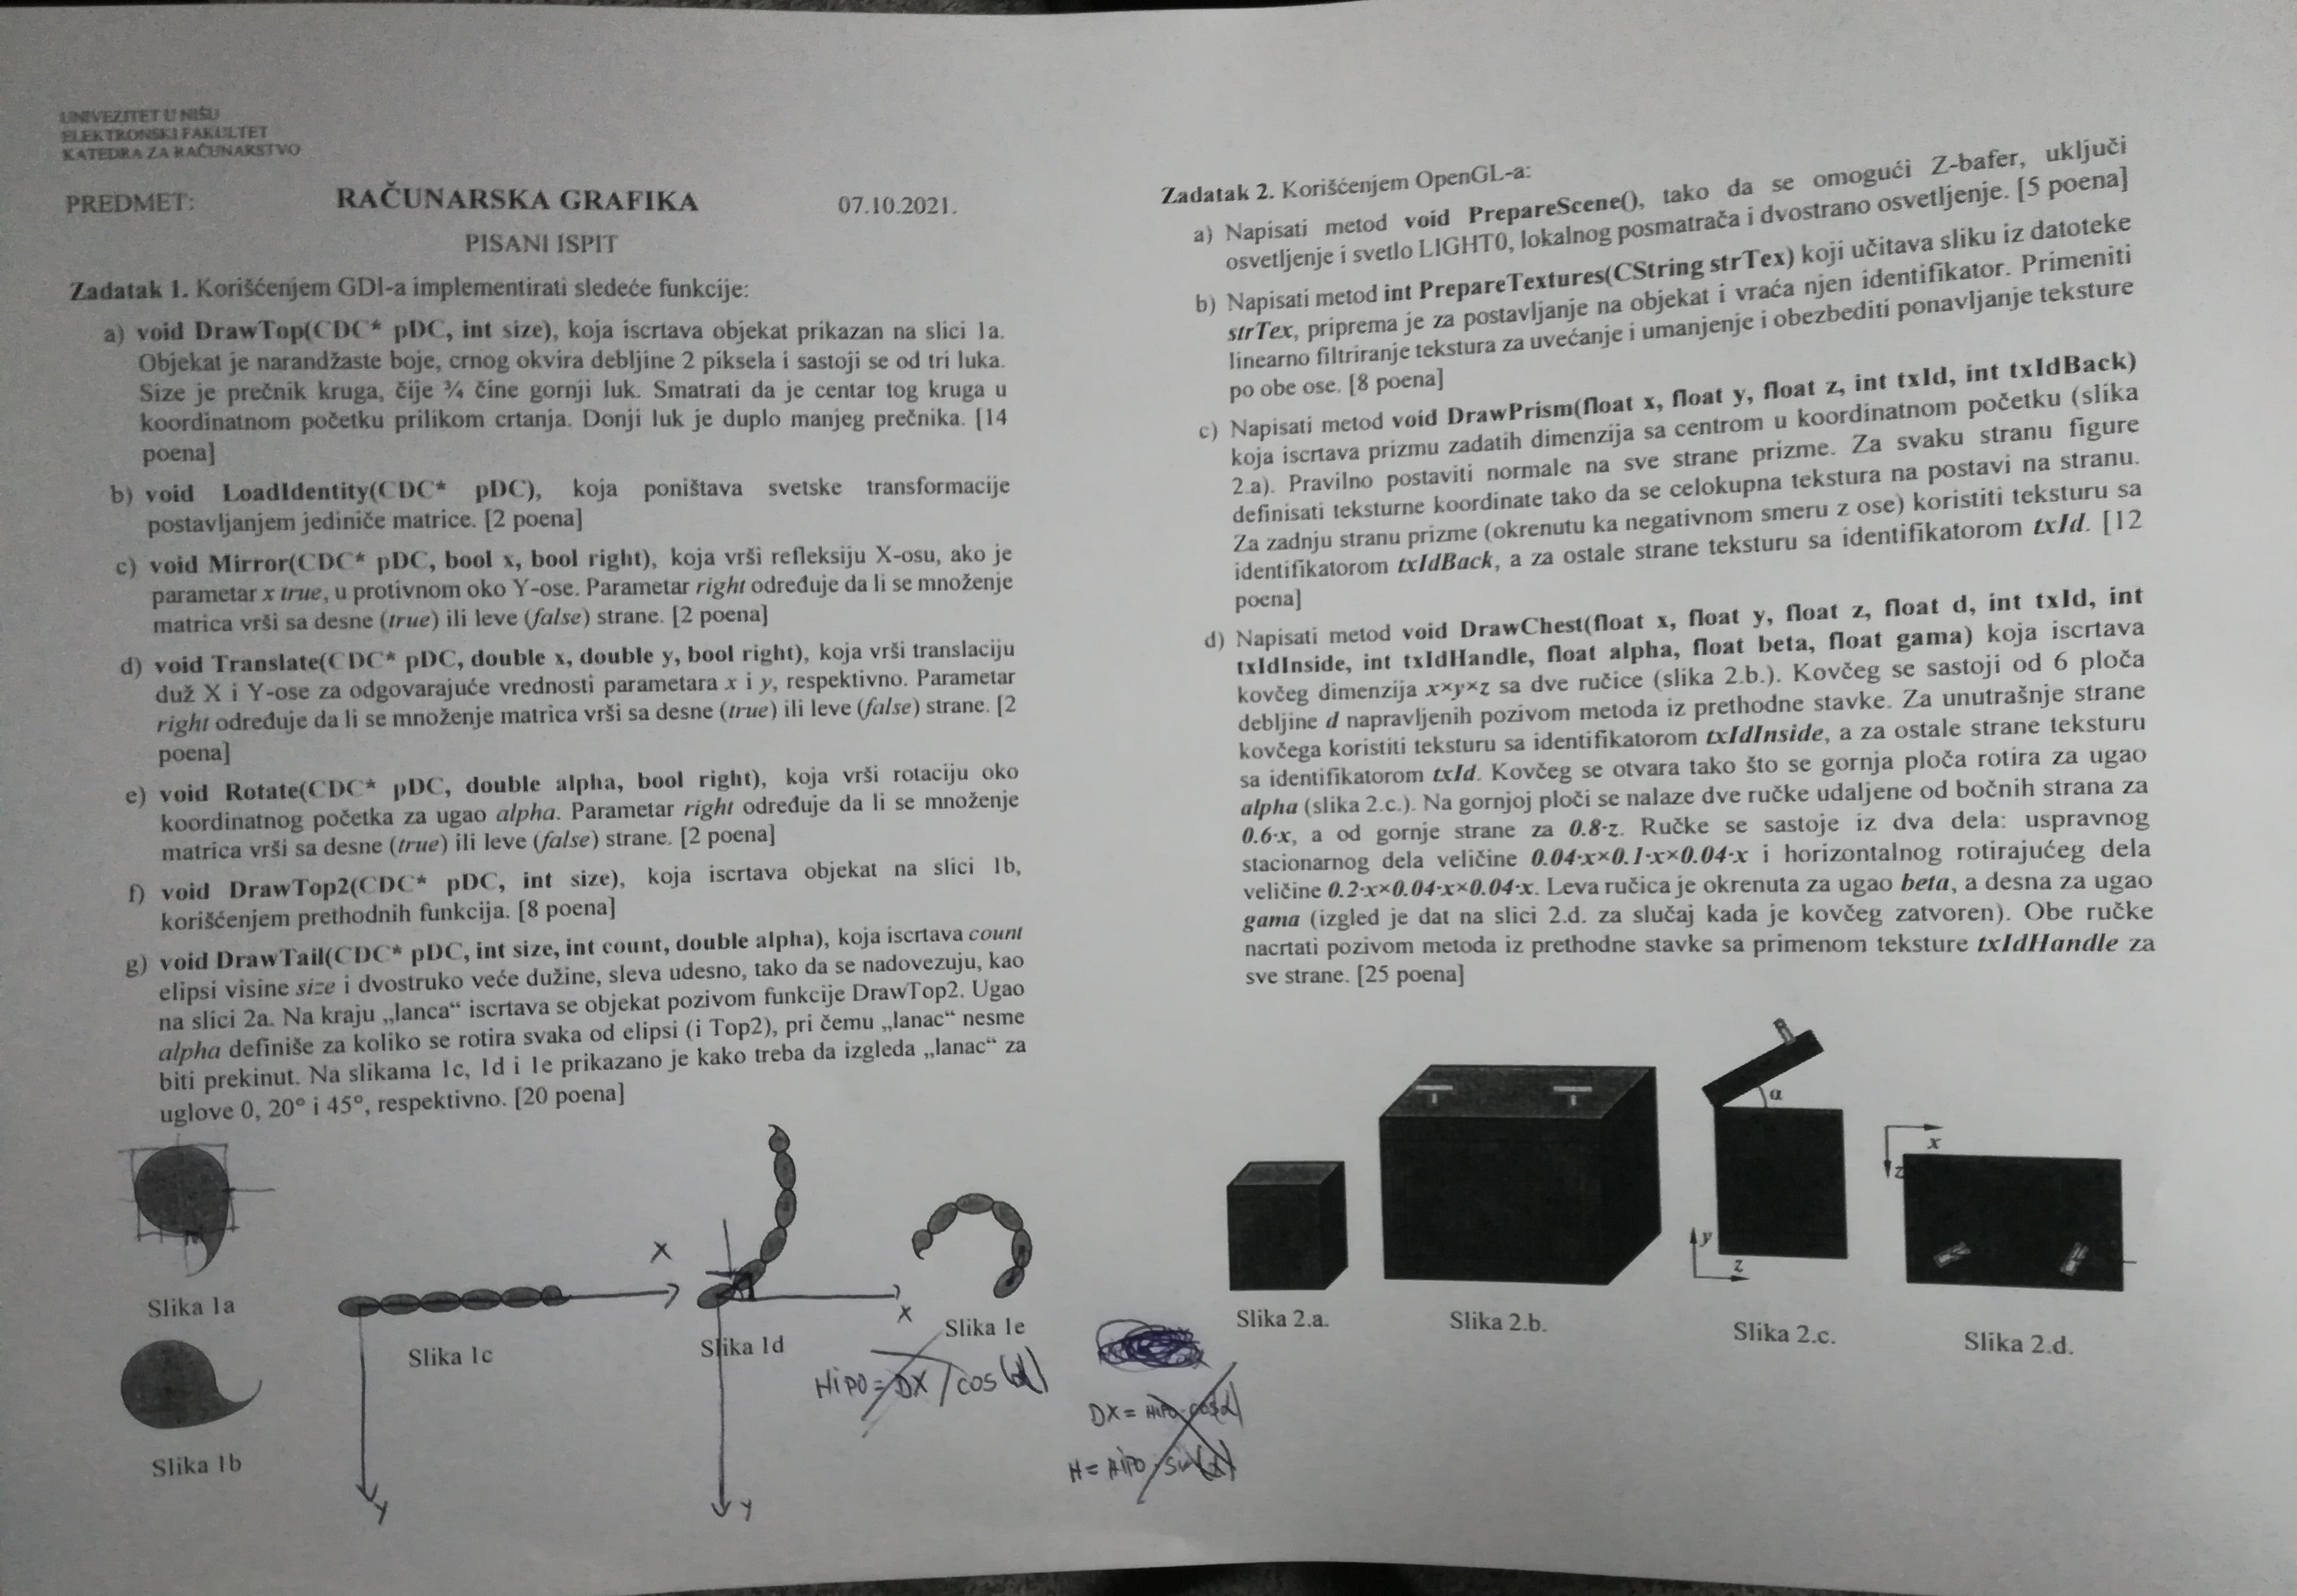 UNIVEZITET U NIŠU
ELEKTRONSKI FAKULTET
KATEDRA ZA RAČUNARSTVO
PREDMET: RAČUNARSKA GRAFIKA 07.10.2021.
PISANI ISPIT
Zadatak 1. Korišćenjem GDI-a implementirati sledeće funkcije:
a) void DrawTop(CDC* pDC, int size), koja iscrtava objekat prikazan na slici 1a.
Objekat je narandžaste boje, crnog okvira debljine 2 piksela i sastoji se od tri luka.
Size je prečnik kruga, čije ¾ čine gornji luk. Smatrati da je centar tog kruga u
koordinatnom početku prilikom crtanja. Donji luk je duplo manjeg prečnika. [14
poena]
b) void LoadIdentity(CDC* pDC), koja poništava svetske transformacije
postavljanjem jediniče matrice. [2 poena]
c) void Mirror(CDC* pDC, bool x, bool right), koja vrši refleksiju X-osu, ako je
parametar x true, u protivnom oko Y-ose. Parametar right određuje da li se množenje
matrica vrši sa desne (true) ili leve (false) strane. [2 poena]
d) void Translate(CDC* pDC, double x, double y, bool right), koja vrši translaciju
duž X i Y-ose za odgovarajuće vrednosti parametara x i y, respektivno. Parametar
right određuje da li se množenje matrica vrši sa desne (true) ili leve (false) strane. [2
poena]
e) void Rotate(CDC* pDC, double alpha, bool right), koja vrši rotaciju oko
koordinatnog početka za ugao alpha. Parametar right određuje da li se množenje
matrica vrši sa desne (true) ili leve (false) strane. [2 poena]
f) void DrawTop2(CDC* pDC, int size), koja iscrtava objekat na slici 1b,
korišćenjem prethodnih funkcija. [8 poena]
g) void DrawTail(CDC* pDC, int size, int count, double alpha), koja iscrtava count
elipsi visine size i dvostruko veće dužine, sleva udesno, tako da se nadovezuju, kao
na slici 2a. Na kraju „lanca“ iscrtava se objekat pozivom funkcije DrawTop2. Ugao
alpha definiše za koliko se rotira svaka od elipsi (i Top2), pri čemu „lanac“ nesme
biti prekinut. Na slikama 1c, 1d i 1e prikazano je kako treba da izgleda „lanac“ za
uglove 0, 20° i 45°, respektivno. [20 poena]
Slika 1a
Slika 1b
X
Y
Slika 1c
X
Y
Slika 1d
Slika 1e
HIPO = DX / cos(α)
DX = HIPO · cos(α)
H = HIPO · sin(α)
Zadatak 2. Korišćenjem OpenGL-a:
a) Napisati metod void PrepareScene(), tako da se omogući Z-bafer, uključi
osvetljenje i svetlo LIGHT0, lokalnog posmatrača i dvostrano osvetljenje. [5 poena]
b) Napisati metod int PrepareTextures(CString strTex) koji učitava sliku iz datoteke
strTex, priprema je za postavljanje na objekat i vraća njen identifikator. Primeniti
linearno filtriranje tekstura za uvećanje i umanjenje i obezbediti ponavljanje teksture
po obe ose. [8 poena]
c) Napisati metod void DrawPrism(float x, float y, float z, int txId, int txIdBack)
koja iscrtava prizmu zadatih dimenzija sa centrom u koordinatnom početku (slika
2.a). Pravilno postaviti normale na sve strane prizme. Za svaku stranu figure
definisati teksturne koordinate tako da se celokupna tekstura na postavi na stranu.
Za zadnju stranu prizme (okrenutu ka negativnom smeru z ose) koristiti teksturu sa
identifikatorom txIdBack, a za ostale strane teksturu sa identifikatorom txId. [12
poena]
d) Napisati metod void DrawChest(float x, float y, float z, float d, int txId, int
txIdInside, int txIdHandle, float alpha, float beta, float gama) koja iscrtava
kovčeg dimenzija x×y×z sa dve ručice (slika 2.b.). Kovčeg se sastoji od 6 ploča
debljine d napravljenih pozivom metoda iz prethodne stavke. Za unutrašnje strane
kovčega koristiti teksturu sa identifikatorom txIdInside, a za ostale strane teksturu
sa identifikatorom txId. Kovčeg se otvara tako što se gornja ploča rotira za ugao
alpha (slika 2.c.). Na gornjoj ploči se nalaze dve ručke udaljene od bočnih strana za
0.6·x, a od gornje strane za 0.8·z. Ručke se sastoje iz dva dela: uspravnog
stacionarnog dela veličine 0.04·x×0.1·x×0.04·x i horizontalnog rotirajućeg dela
veličine 0.2·x×0.04·x×0.04·x. Leva ručica je okrenuta za ugao beta, a desna za ugao
gama (izgled je dat na slici 2.d. za slučaj kada je kovčeg zatvoren). Obe ručke
nacrtati pozivom metoda iz prethodne stavke sa primenom teksture txIdHandle za
sve strane. [25 poena]
Slika 2.a.
Slika 2.b.
α
y
z
Slika 2.c.
x
z
Slika 2.d.